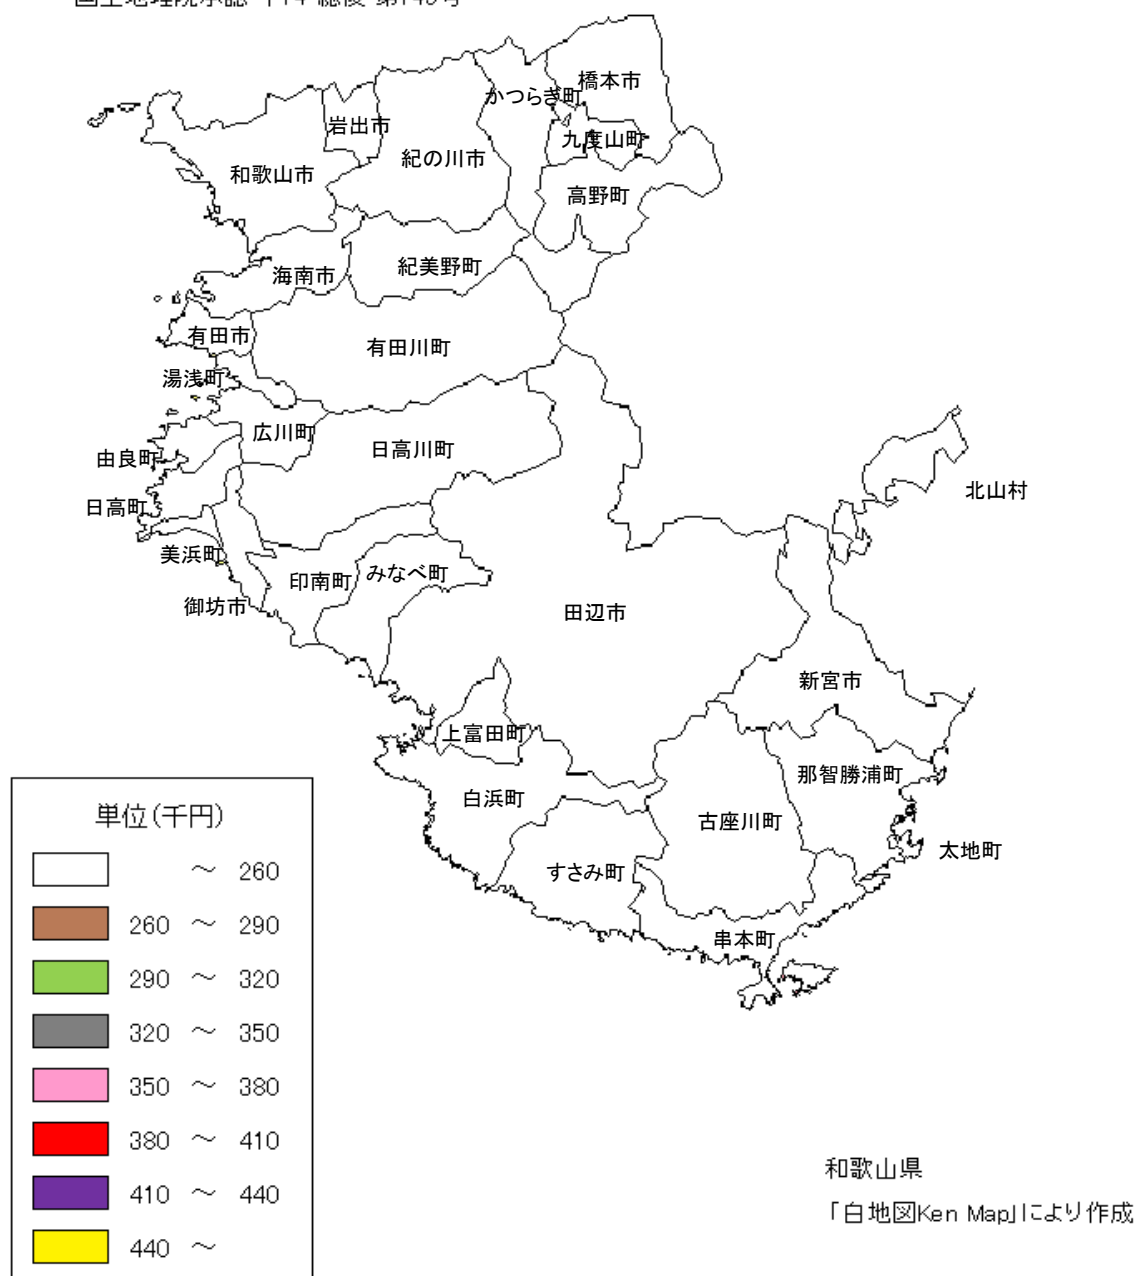 橋本市
かつらぎ町
岩出市
九度山町
紀の川市
和歌山市
高野町
紀美野町
海南市
有田市
有田川町
湯浅町
広川町
日高川町
由良町
北山村
日高町
美浜町
みなべ町
印南町
御坊市
田辺市
新宮市
上富田町
那智勝浦町
白浜町
古座川町
太地町
すさみ町
串本町
単位(千円)
～ 260
260 ～ 290
290 ～ 320
320 ～ 350
350 ～ 380
380 ～ 410
410 ～ 440
440 ～
和歌山県
「白地図Ken Map」により作成